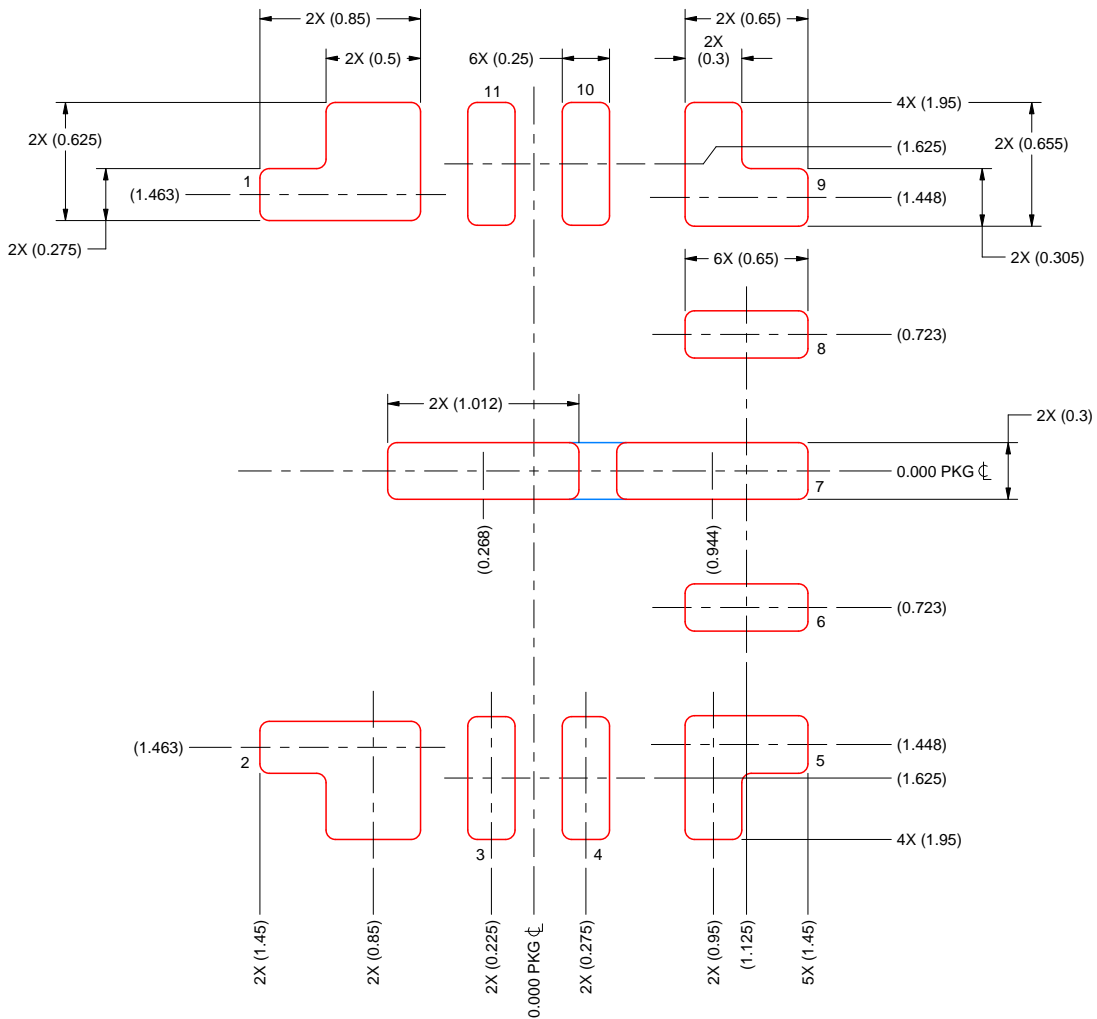 2X (0.85)
2X (0.65)
2X (0.5)
6X (0.25)
2X
(0.3)
11
10
4X (1.95)
2X (0.625)
(1.625)
2X (0.655)
1
9
(1.463)
(1.448)
2X (0.275)
2X (0.305)
6X (0.65)
(0.723)
8
2X (1.012)
2X (0.3)
0.000 PKG ℄
7
(0.268)
(0.944)
(0.723)
6
(1.463)
(1.448)
2
5
(1.625)
3
4
4X (1.95)
2X (1.45)
2X (0.85)
2X (0.225)
0.000 PKG ℄
2X (0.275)
2X (0.95)
(1.125)
5X (1.45)